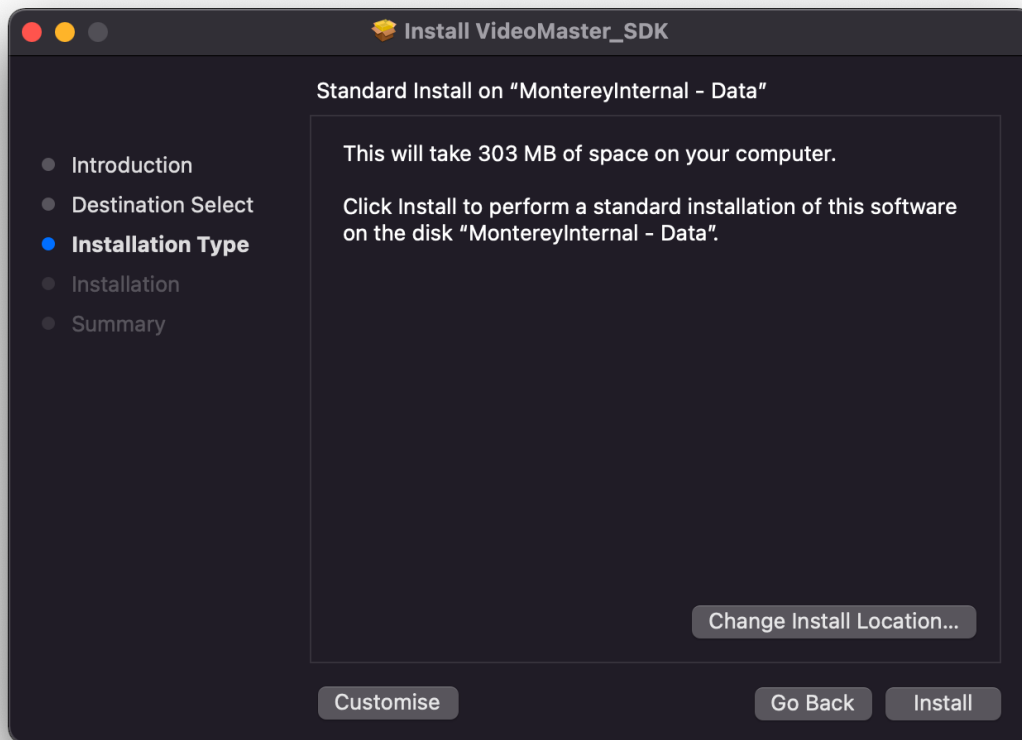 Install VideoMaster_SDK
Standard Install on “MontereyInternal - Data”
Introduction
Destination Select
Installation Type
Installation
Summary
This will take 303 MB of space on your computer.
Click Install to perform a standard installation of this software
on the disk “MontereyInternal - Data”.
Change Install Location...
Customise
Go Back
Install